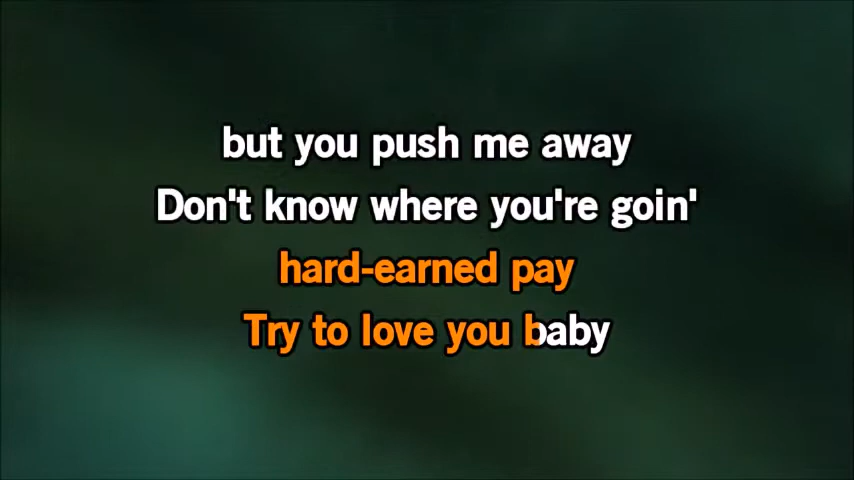 but you push me away
Don't know where you're goin'
hard-earned pay
Try to love you baby